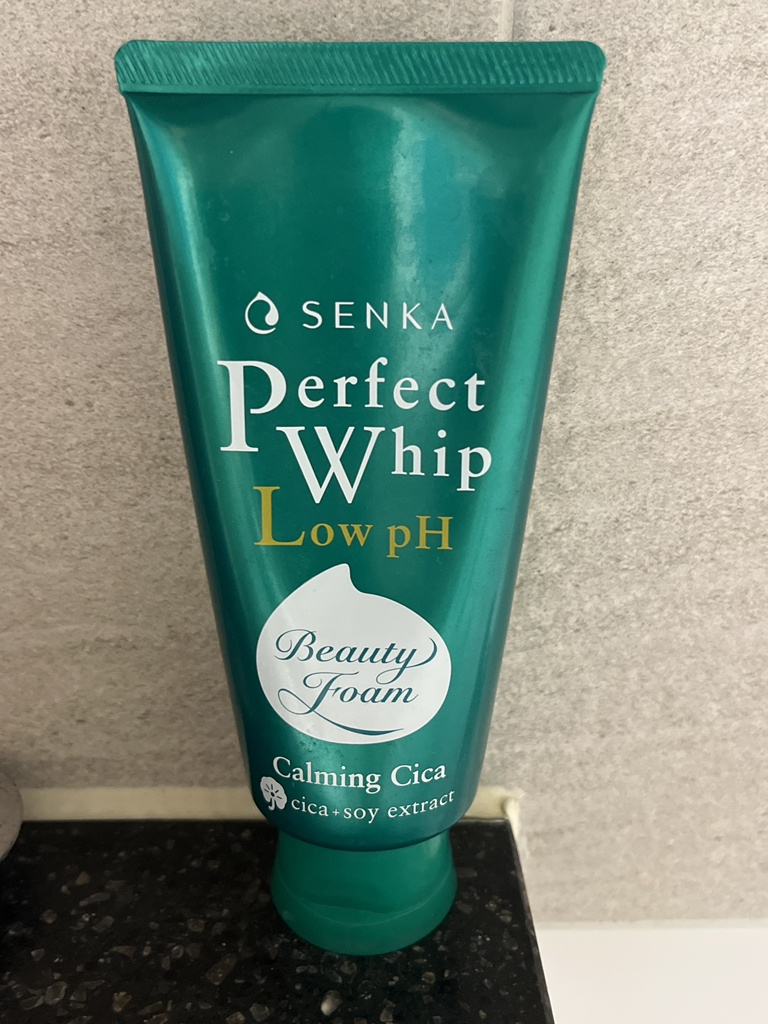 SENKA
Perfect
Whip
Low pH
Beauty
Foam
Calming Cica
cica+soy extract